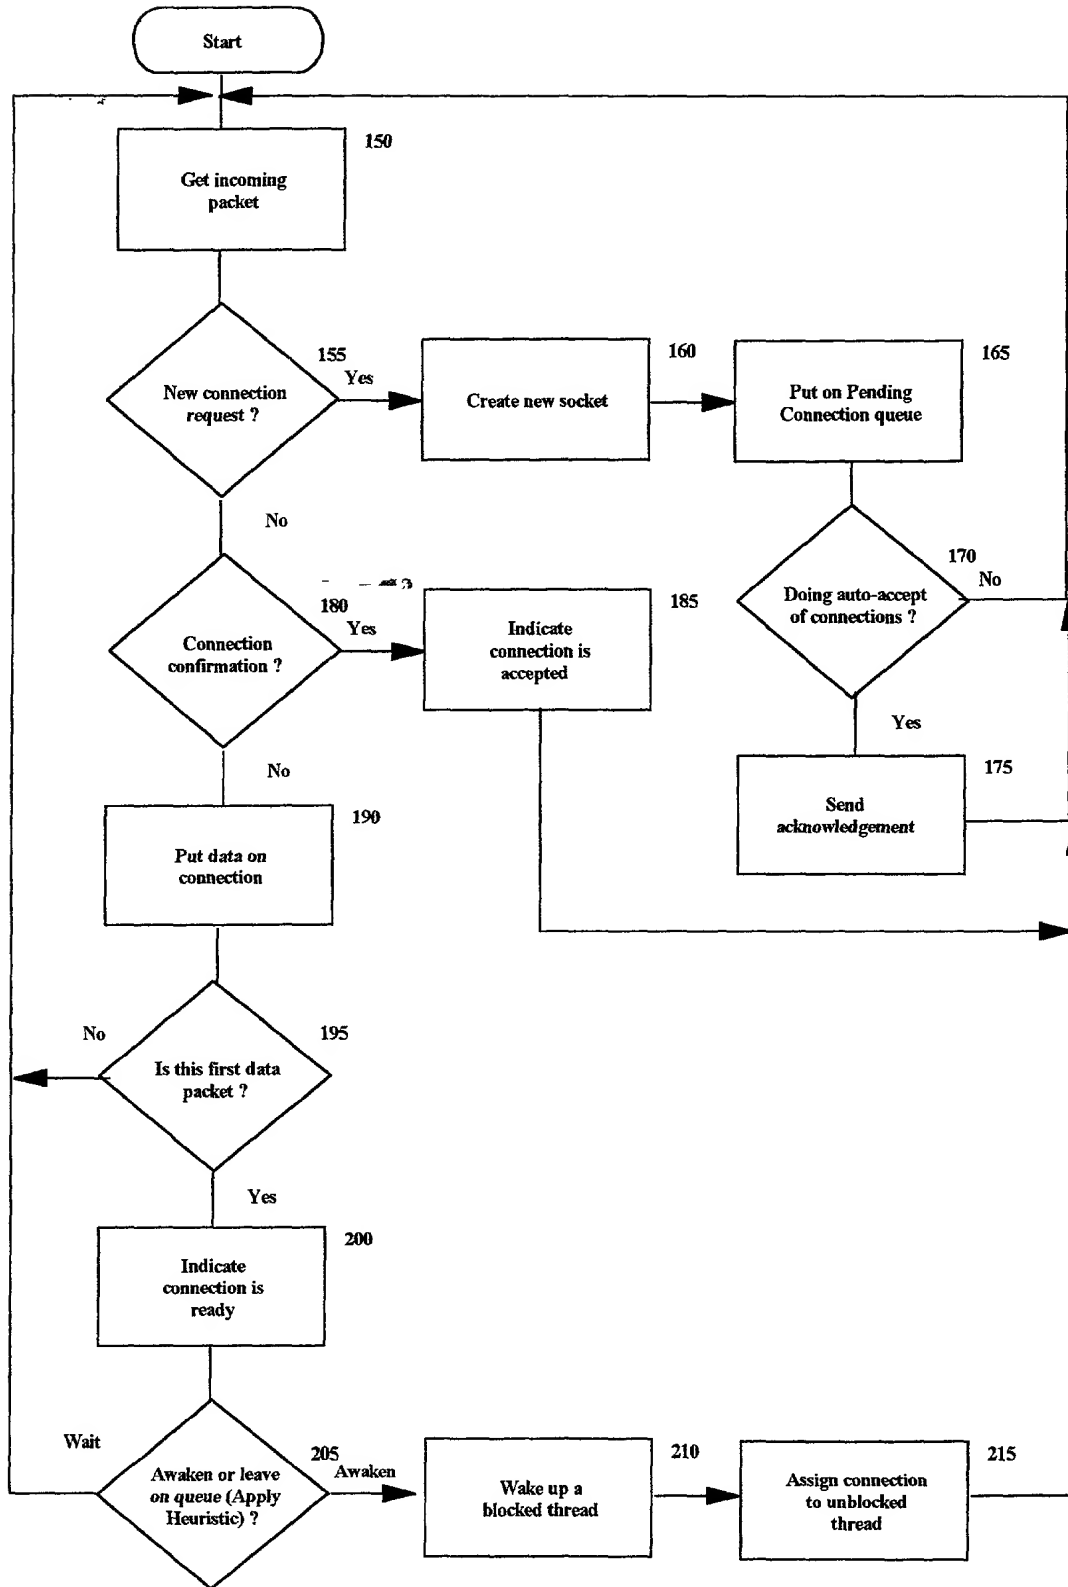 Start
150
Get incoming
packet
155
Yes
New connection
request ?
160
Create new socket
165
Put on Pending
Connection queue
No
170
No
Doing auto-accept
of connections ?
180
Yes
Connection
confirmation ?
185
Indicate
connection is
accepted
Yes
175
Send
acknowledgement
No
190
Put data on
connection
No
195
Is this first data
packet ?
Yes
200
Indicate
connection is
ready
Wait
205
Awaken
Awaken or leave
on queue (Apply
Heuristic) ?
210
Wake up a
blocked thread
215
Assign connection
to unblocked
thread